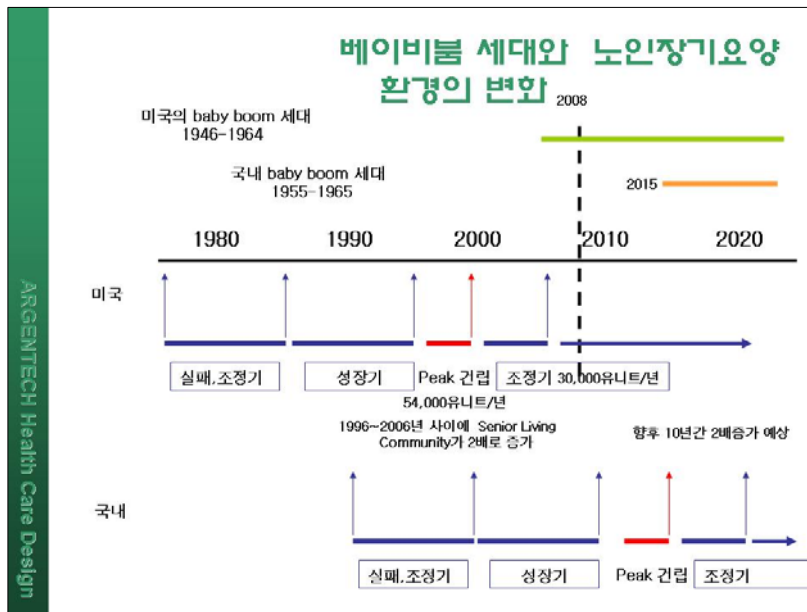 베이비붐 세대와 노인장기요양
환경의 변화
2008
미국의 baby boom 세대
1946-1964
국내 baby boom 세대
1955-1965
2015
1980 1990 2000 2010 2020
미국
실패,조정기 성장기 Peak 건립 조정기 30,000유니트/년
54,000유니트/년
1996~2006년 사이에 Senior Living
Community가 2배로 증가
향후 10년간 2배증가 예상
국내
실패,조정기 성장기 Peak 건립 조정기
ARGENTECH Health Care Design